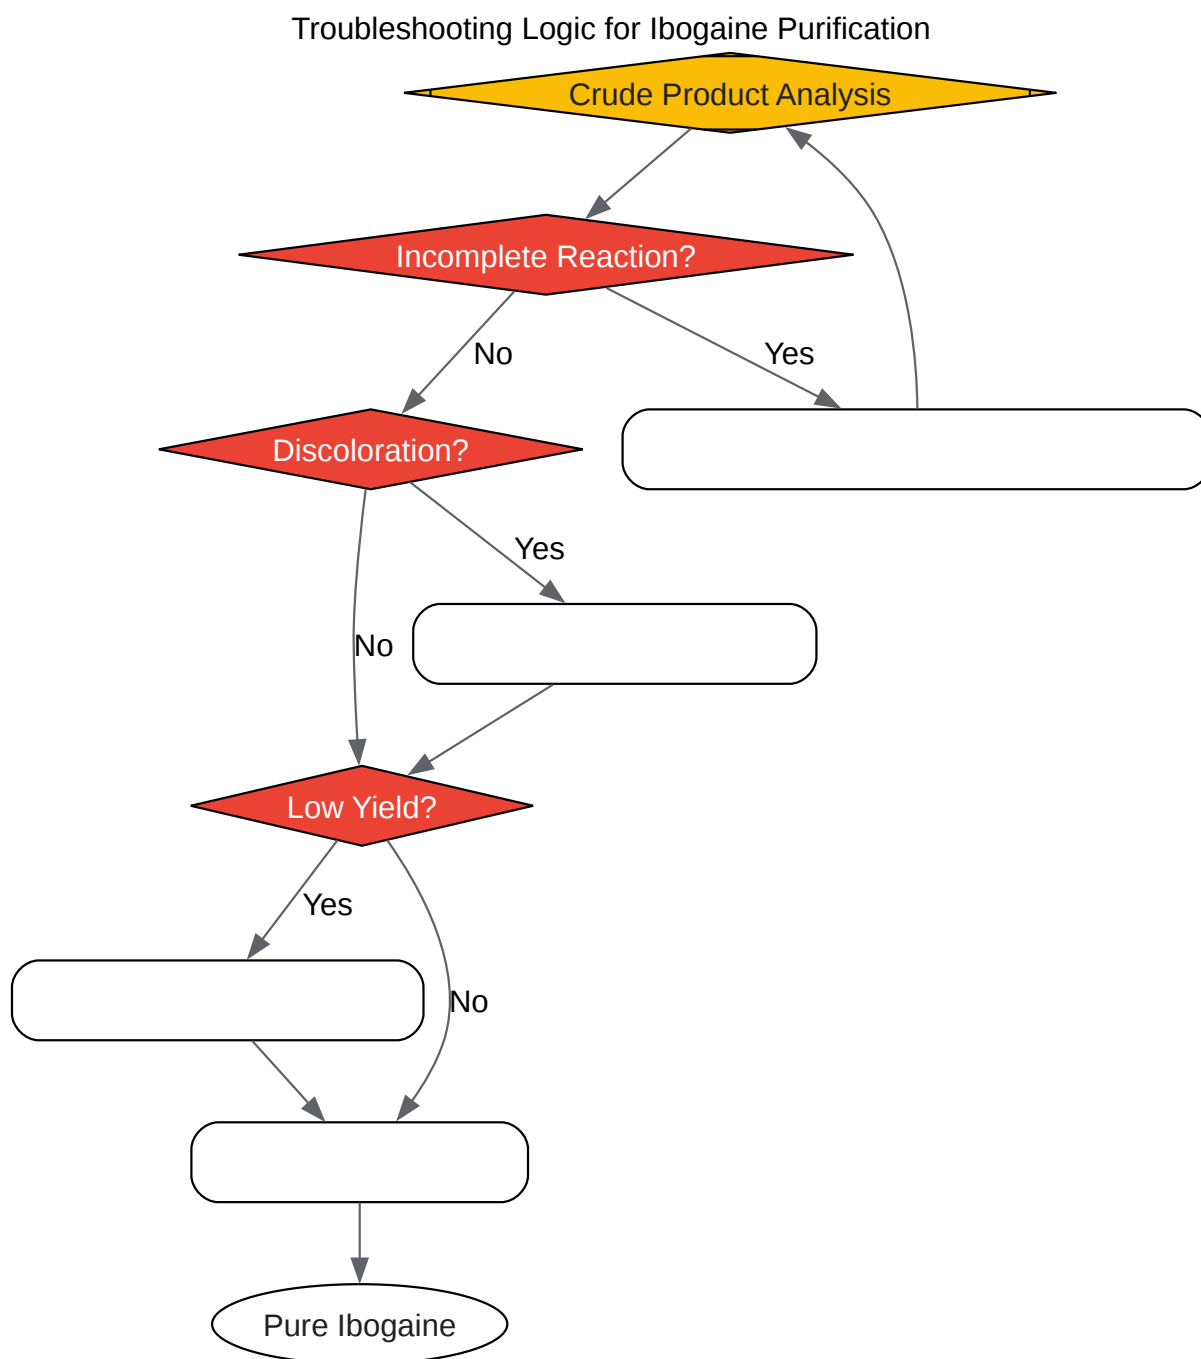 Troubleshooting Logic for Ibogaine Purification
Crude Product Analysis
Incomplete Reaction?
No
Yes
Discoloration?
Yes
No
Low Yield?
Yes
No
Pure Ibogaine